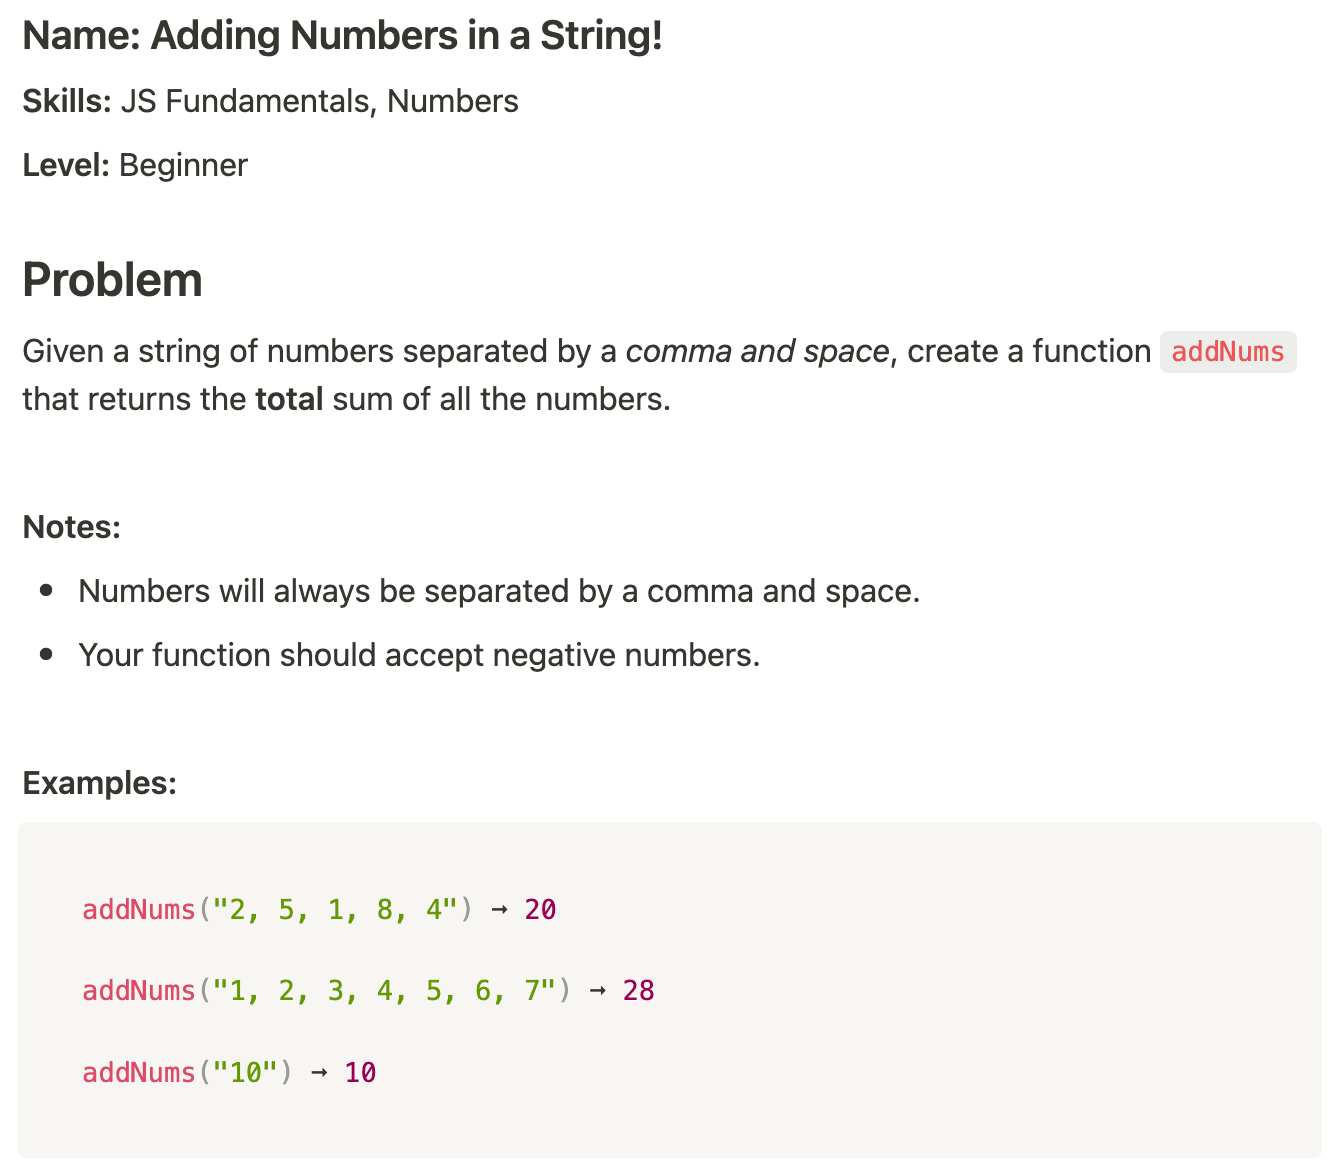 Name: Adding Numbers in a String!
Skills: JS Fundamentals, Numbers
Level: Beginner
Problem
Given a string of numbers separated by a comma and space, create a function addNums
that returns the total sum of all the numbers.
Notes:
• Numbers will always be separated by a comma and space.
• Your function should accept negative numbers.
Examples:
addNums("2, 5, 1, 8, 4") → 20
addNums("1, 2, 3, 4, 5, 6, 7") → 28
addNums("10") → 10